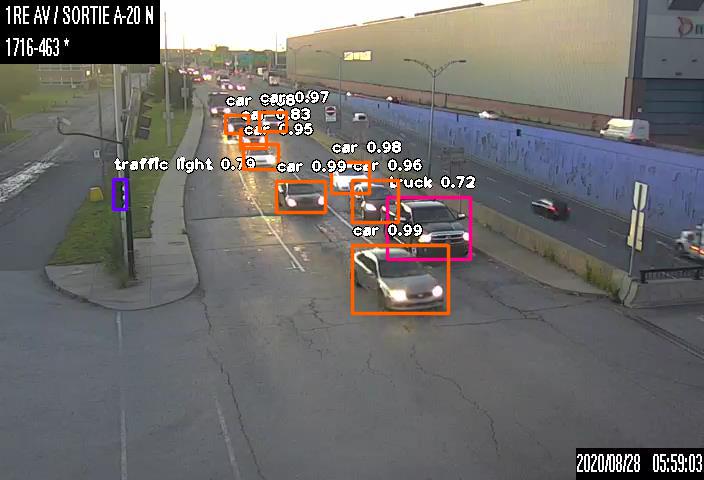 1RE AV / SORTIE A-20 N
1716-463 *
car 0.97
car 0.83
car 0.95
car 0.98
traffic light 0.79
car 0.99
car 0.96
truck 0.72
car 0.99
2020/08/28 05:59:03